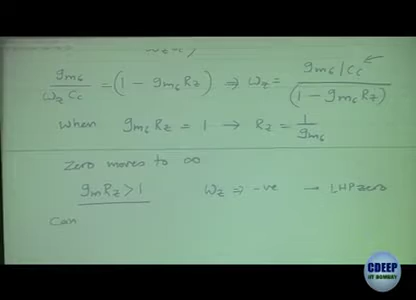 gm6 / (ωz Cc) = (1 - gm6 Rz) ⇒ ωz = (gm6 / Cc) / (1 - gm6 Rz)
When gm6 Rz = 1 → Rz = 1/gm6
Zero moves to ∞
gm Rz > 1 ωz ⇒ -ve → LHP zero
Can
CDEEP
IIT BOMBAY